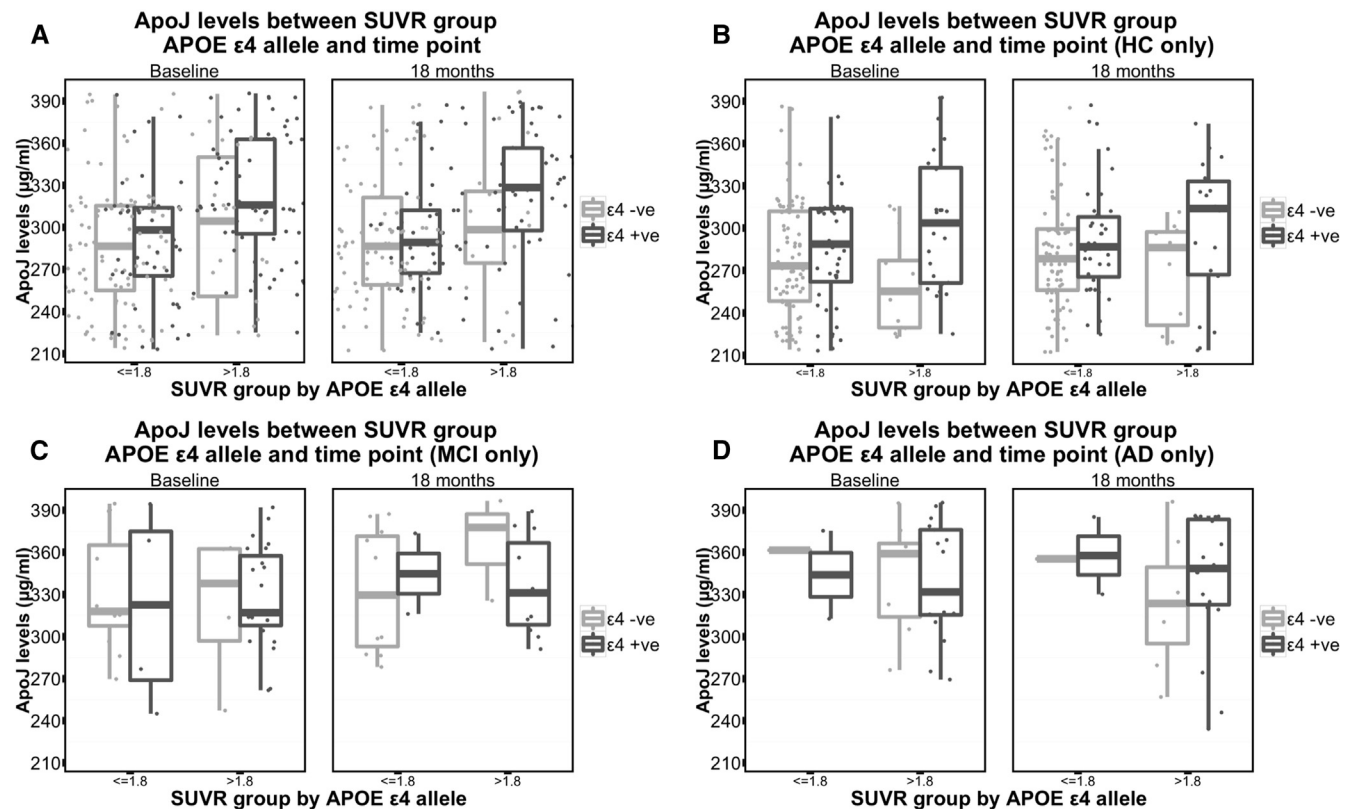 A
ApoJ levels between SUVR group
APOE ε4 allele and time point
Baseline
18 months
ApoJ levels (µg/ml)
390
360
330
300
270
240
210
<=1.8
>1.8
<=1.8
>1.8
SUVR group by APOE ε4 allele
ε4 -ve
ε4 +ve
B
ApoJ levels between SUVR group
APOE ε4 allele and time point (HC only)
Baseline
18 months
ApoJ levels (µg/ml)
390
360
330
300
270
240
210
<=1.8
>1.8
<=1.8
>1.8
SUVR group by APOE ε4 allele
ε4 -ve
ε4 +ve
C
ApoJ levels between SUVR group
APOE ε4 allele and time point (MCI only)
Baseline
18 months
ApoJ levels (µg/ml)
390
360
330
300
270
240
210
<=1.8
>1.8
<=1.8
>1.8
SUVR group by APOE ε4 allele
ε4 -ve
ε4 +ve
D
ApoJ levels between SUVR group
APOE ε4 allele and time point (AD only)
Baseline
18 months
ApoJ levels (µg/ml)
390
360
330
300
270
240
210
<=1.8
>1.8
<=1.8
>1.8
SUVR group by APOE ε4 allele
ε4 -ve
ε4 +ve